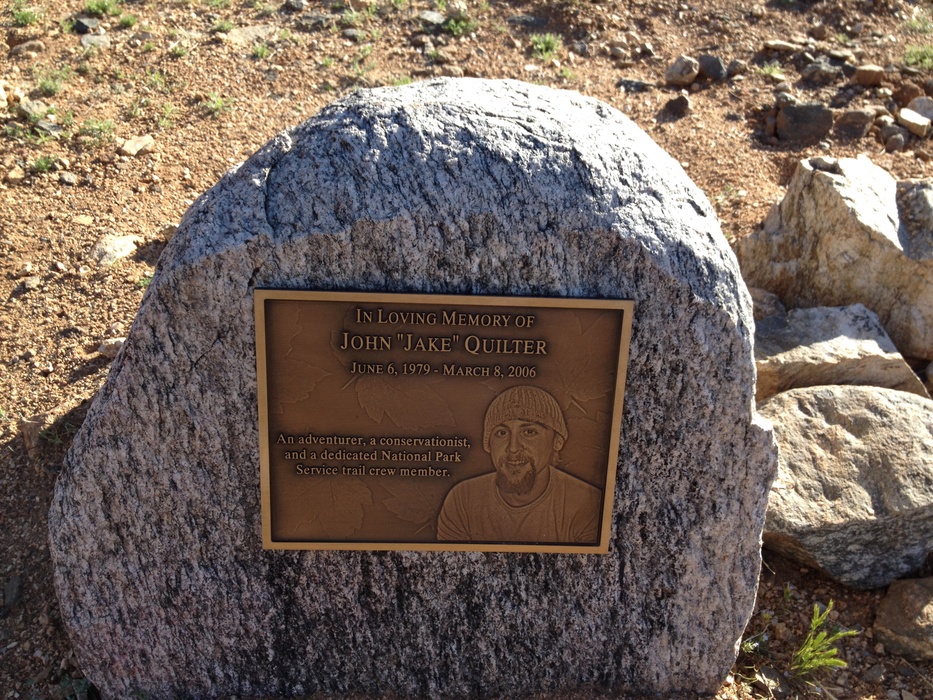 In Loving Memory of
John "Jake" Quilter
June 6, 1979 - March 8, 2006
An adventurer, a conservationist,
and a dedicated National Park
Service trail crew member.